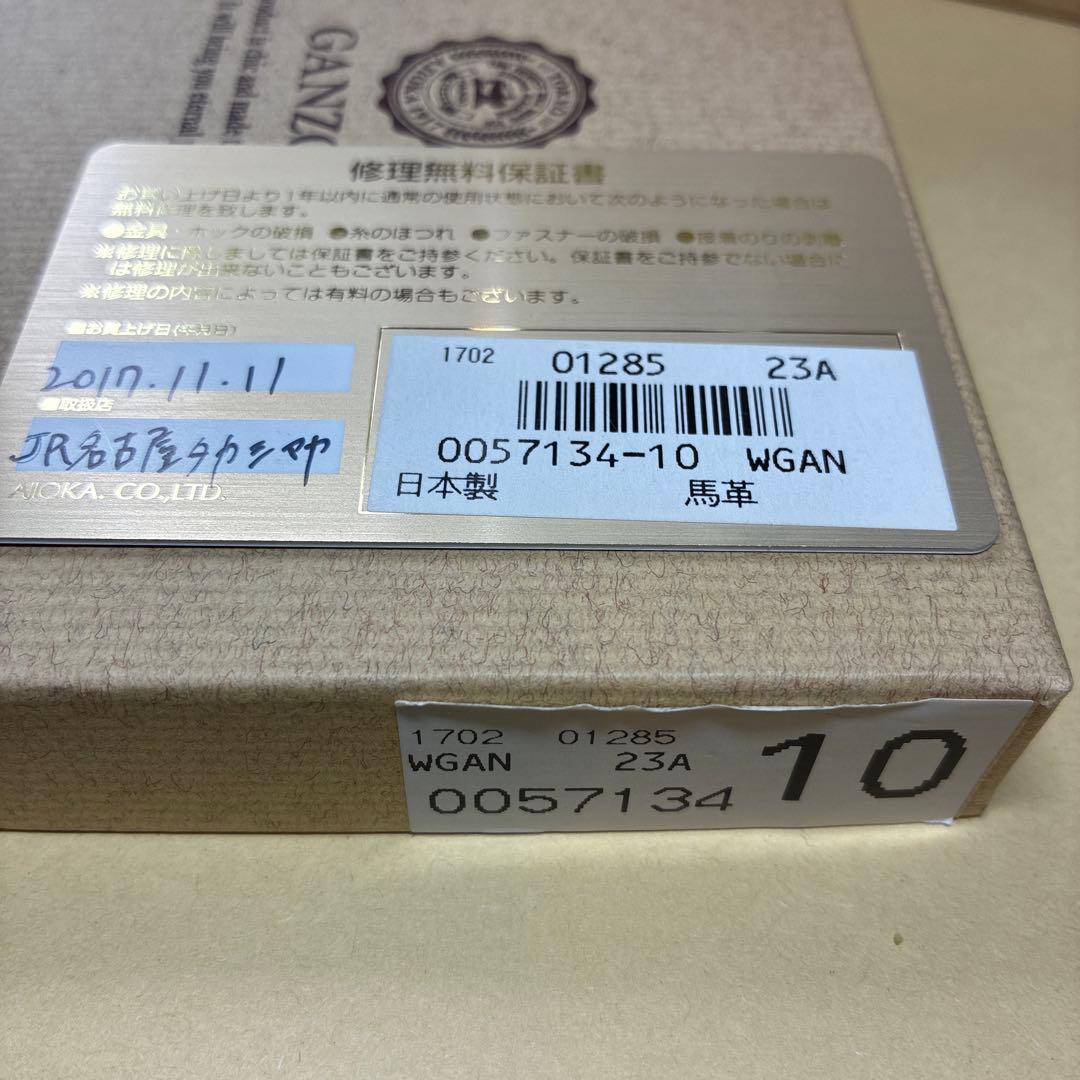 GANZO
修理無料保証書
お買い上げ日より1年以内に通常の使用状態において次のようになった場合は
無料修理を致します。
●金具・ホックの破損 ●糸のほつれ ●ファスナーの破損 ●接着のりの剥離
※修理に際しましては保証書をご持参ください。保証書をご持参でない場合に
は修理が出来ないこともございます。
※修理の内容によっては有料の場合もございます。
■お買上げ日(年月日)
2017.11.11
■取扱店
JR名古屋タカシマヤ
AJIOKA. CO.,LTD.
1702 01285 23A
0057134-10 WGAN
日本製 馬革
1702 01285
WGAN 23A
0057134 10